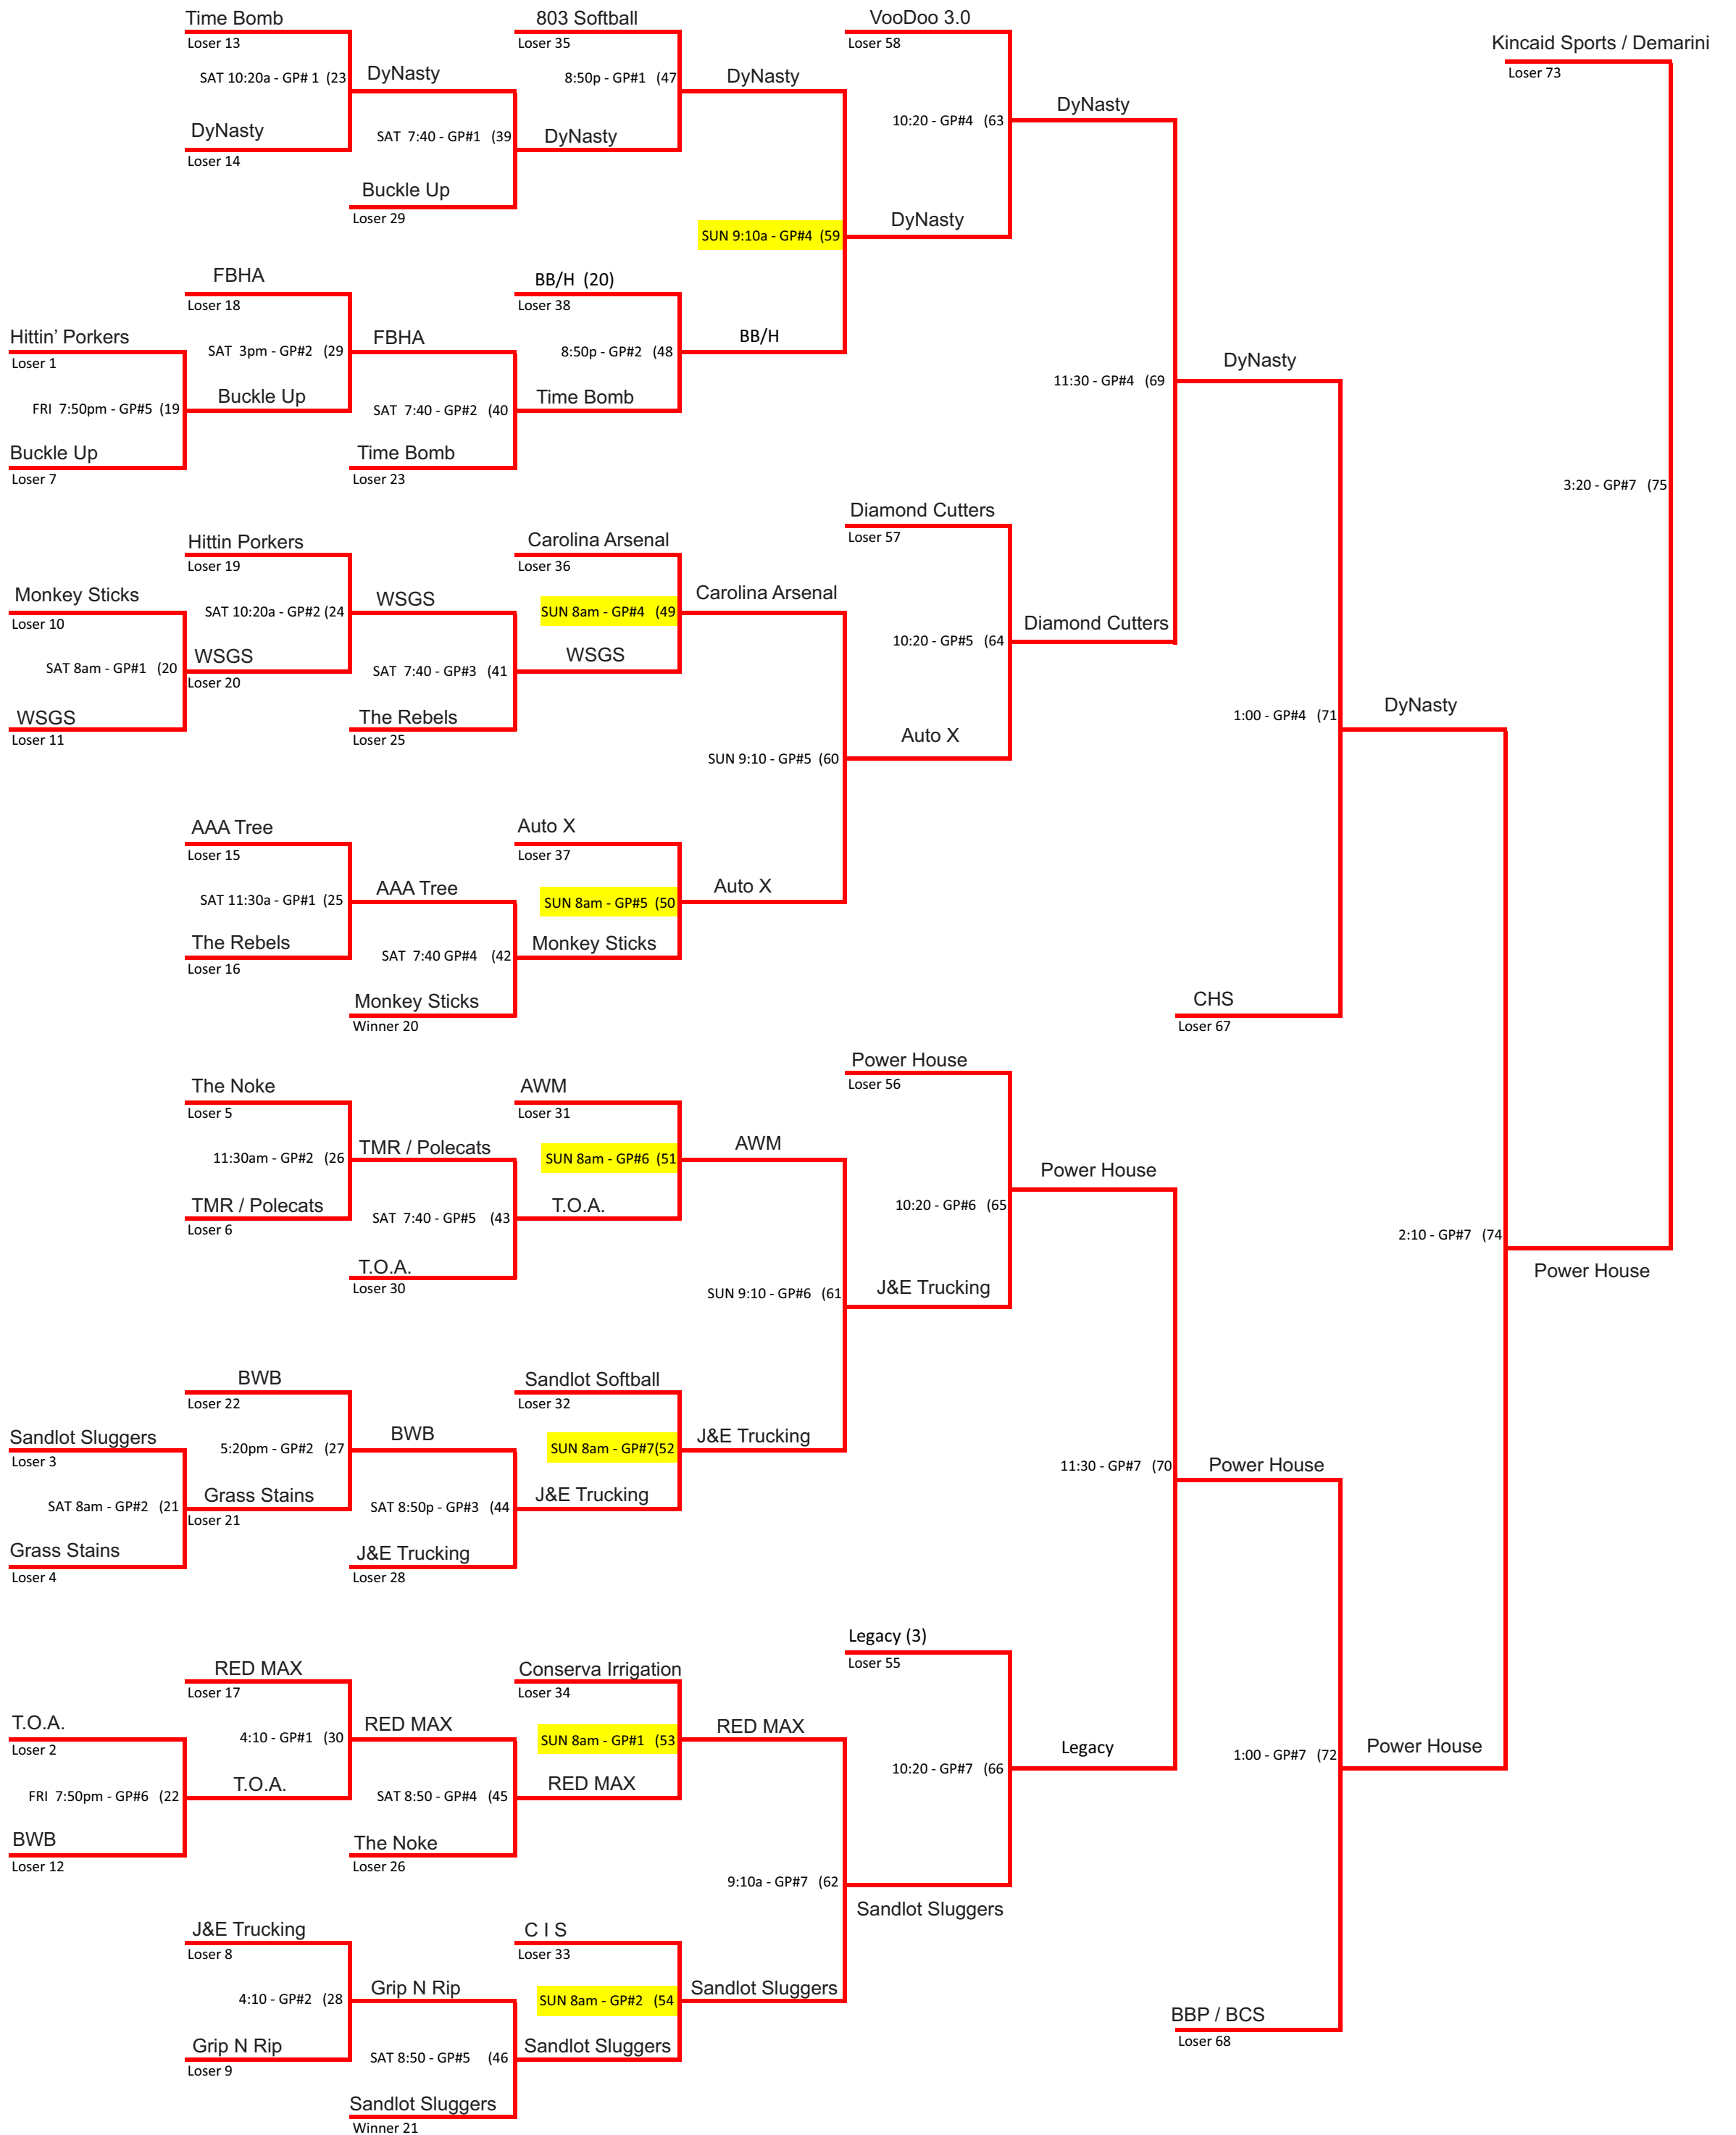 Time Bomb
803 Softball
VooDoo 3.0
Loser 13
Loser 35
Loser 58
Kincaid Sports / Demarini
Loser 73
SAT 10:20a - GP# 1 (23
DyNasty
8:50p - GP#1 (47
DyNasty
DyNasty
10:20 - GP#4 (63
DyNasty
Loser 14
SAT 7:40 - GP#1 (39
DyNasty
Buckle Up
Loser 29
DyNasty
SUN 9:10a - GP#4 (59
FBHA
Loser 18
BB/H (20)
Loser 38
Hittin' Porkers
Loser 1
SAT 3pm - GP#2 (29
FBHA
8:50p - GP#2 (48
BB/H
DyNasty
11:30 - GP#4 (69
FRI 7:50pm - GP#5 (19
Buckle Up
SAT 7:40 - GP#2 (40
Time Bomb
Buckle Up
Loser 7
Time Bomb
Loser 23
3:20 - GP#7 (75
Diamond Cutters
Loser 57
Hittin Porkers
Loser 19
Carolina Arsenal
Loser 36
Monkey Sticks
Loser 10
SAT 10:20a - GP#2 (24
WSGS
SUN 8am - GP#4 (49
Carolina Arsenal
Diamond Cutters
10:20 - GP#5 (64
SAT 8am - GP#1 (20
WSGS
Loser 20
SAT 7:40 - GP#3 (41
WSGS
WSGS
Loser 11
The Rebels
Loser 25
Auto X
SUN 9:10 - GP#5 (60
DyNasty
1:00 - GP#4 (71
AAA Tree
Loser 15
Auto X
Loser 37
SAT 11:30a - GP#1 (25
AAA Tree
SUN 8am - GP#5 (50
Auto X
The Rebels
Loser 16
SAT 7:40 GP#4 (42
Monkey Sticks
Monkey Sticks
Winner 20
CHS
Loser 67
Power House
Loser 56
The Noke
Loser 5
AWM
Loser 31
11:30am - GP#2 (26
TMR / Polecats
SUN 8am - GP#6 (51
AWM
Power House
TMR / Polecats
Loser 6
SAT 7:40 - GP#5 (43
T.O.A.
10:20 - GP#6 (65
T.O.A.
Loser 30
SUN 9:10 - GP#6 (61
J&E Trucking
2:10 - GP#7 (74
Power House
BWB
Loser 22
Sandlot Softball
Loser 32
Sandlot Sluggers
Loser 3
5:20pm - GP#2 (27
BWB
SUN 8am - GP#7(52
J&E Trucking
11:30 - GP#7 (70
Power House
SAT 8am - GP#2 (21
Grass Stains
Loser 21
SAT 8:50p - GP#3 (44
J&E Trucking
Grass Stains
Loser 4
J&E Trucking
Loser 28
Legacy (3)
Loser 55
RED MAX
Loser 17
Conserva Irrigation
Loser 34
T.O.A.
Loser 2
4:10 - GP#1 (30
RED MAX
SUN 8am - GP#1 (53
RED MAX
10:20 - GP#7 (66
Legacy
1:00 - GP#7 (72
Power House
FRI 7:50pm - GP#6 (22
T.O.A.
SAT 8:50 - GP#4 (45
RED MAX
BWB
Loser 12
The Noke
Loser 26
9:10a - GP#7 (62
Sandlot Sluggers
J&E Trucking
Loser 8
C I S
Loser 33
4:10 - GP#2 (28
Grip N Rip
SUN 8am - GP#2 (54
Sandlot Sluggers
BBP / BCS
Loser 68
Grip N Rip
Loser 9
SAT 8:50 - GP#5 (46
Sandlot Sluggers
Sandlot Sluggers
Winner 21